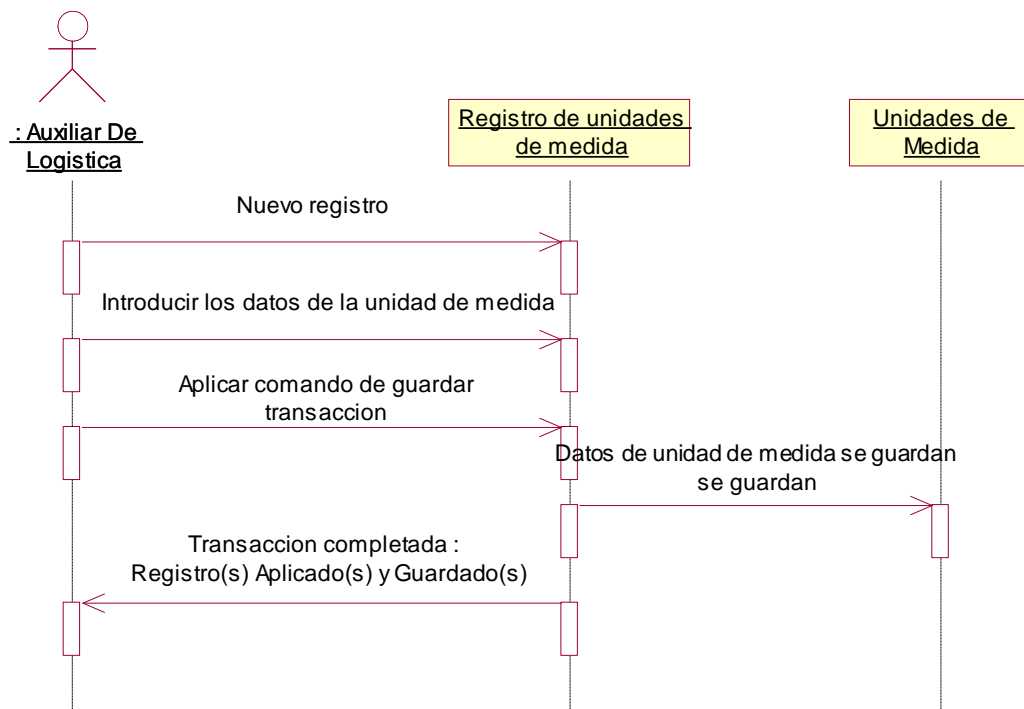 : Auxiliar De
Logistica
Registro de unidades
de medida
Unidades de
Medida
Nuevo registro
Introducir los datos de la unidad de medida
Aplicar comando de guardar
transaccion
Datos de unidad de medida se guardan
se guardan
Transaccion completada :
Registro(s) Aplicado(s) y Guardado(s)